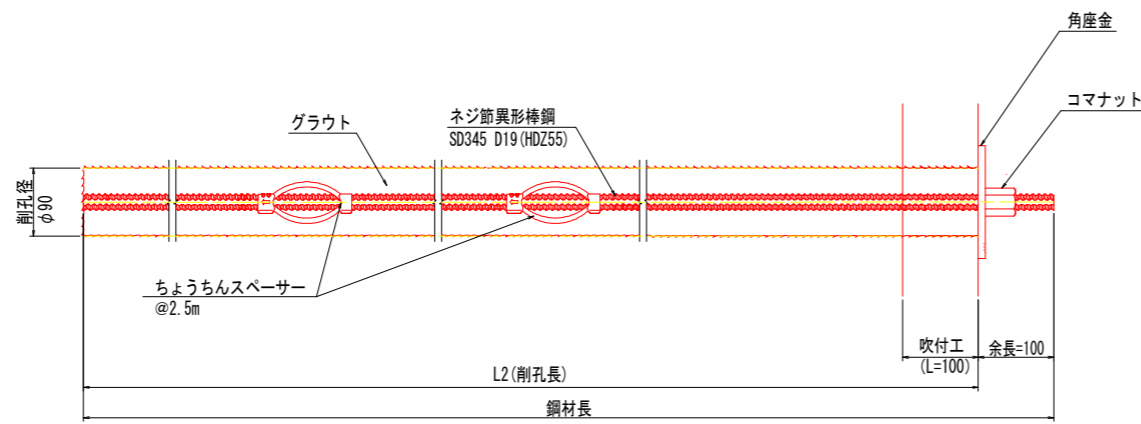 角座金
コマナット
グラウト
ネジ節異形棒鋼
SD345 D19(HDZ55)
削孔径
φ90
ちょうちんスペーサー
@2.5m
吹付工
(L=100)
余長=100
L2(削孔長)
鋼材長